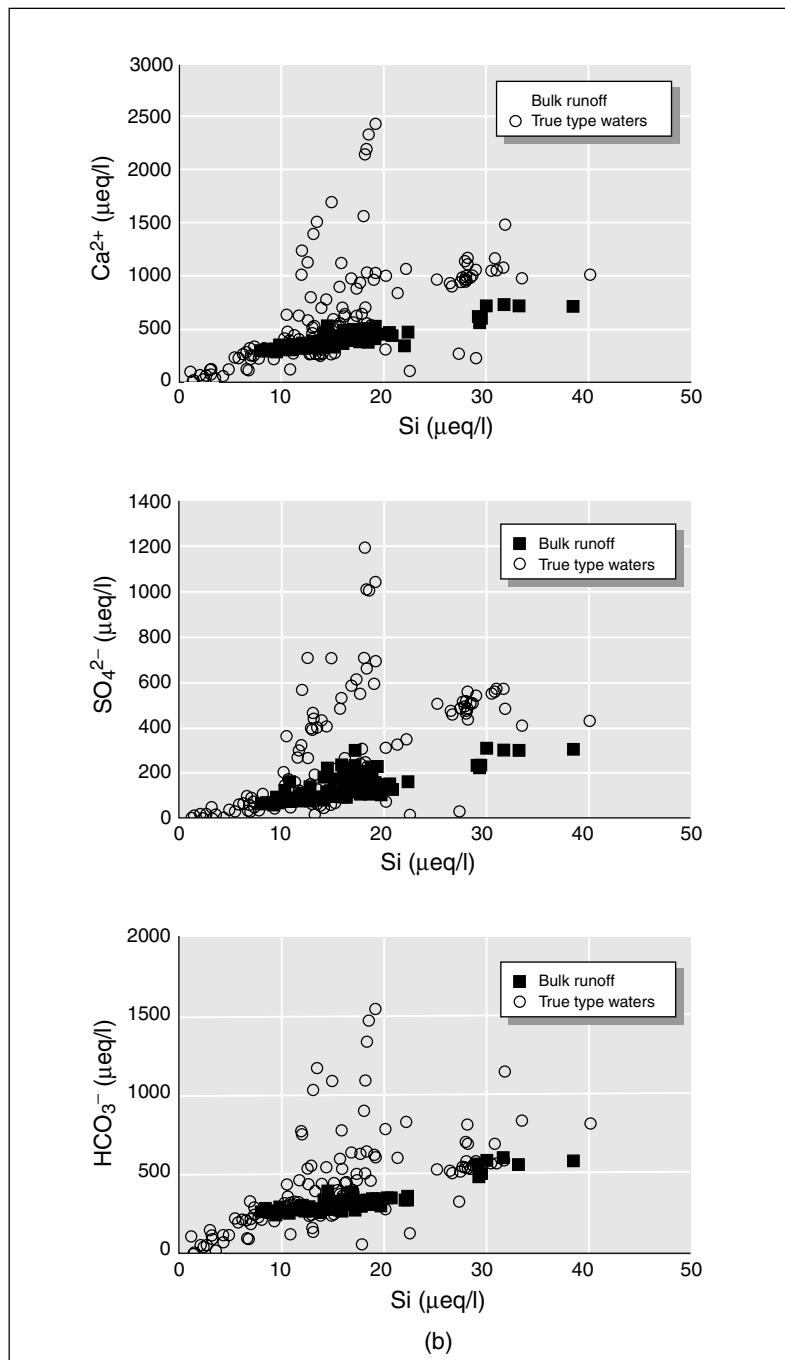 3000
2500
2000
1500
1000
500
0
Ca²⁺ (μeq/l)
Bulk runoff
True type waters
0 10 20 30 40 50
Si (μeq/l)
1400
1200
1000
800
600
400
200
0
SO₄²⁻ (μeq/l)
Bulk runoff
True type waters
0 10 20 30 40 50
Si (μeq/l)
2000
1500
1000
500
0
HCO₃⁻ (μeq/l)
Bulk runoff
True type waters
0 10 20 30 40 50
Si (μeq/l)
(b)